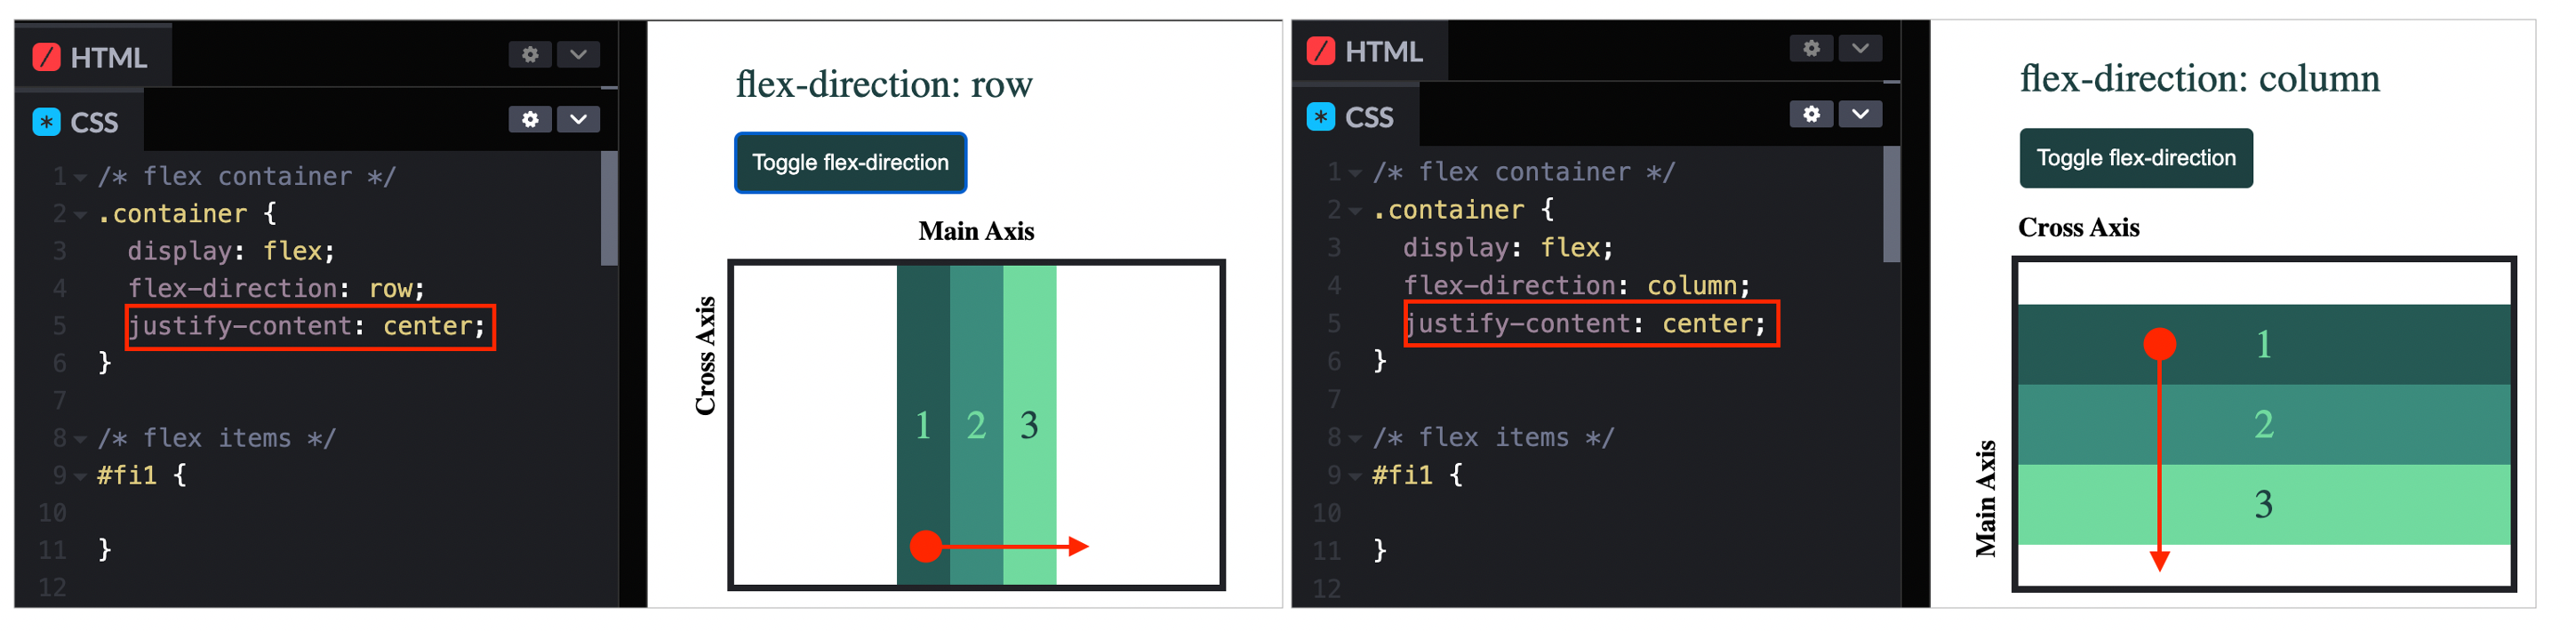 HTML
CSS
1 /* flex container */
2 .container {
3 display: flex;
4 flex-direction: row;
5 justify-content: center;
6 }
7
8 /* flex items */
9 #fi1 {
10
11 }
12
flex-direction: row
Toggle flex-direction
Main Axis
Cross Axis
1 2 3
HTML
CSS
1 /* flex container */
2 .container {
3 display: flex;
4 flex-direction: column;
5 justify-content: center;
6 }
7
8 /* flex items */
9 #fi1 {
10
11 }
12
flex-direction: column
Toggle flex-direction
Cross Axis
Main Axis
1
2
3